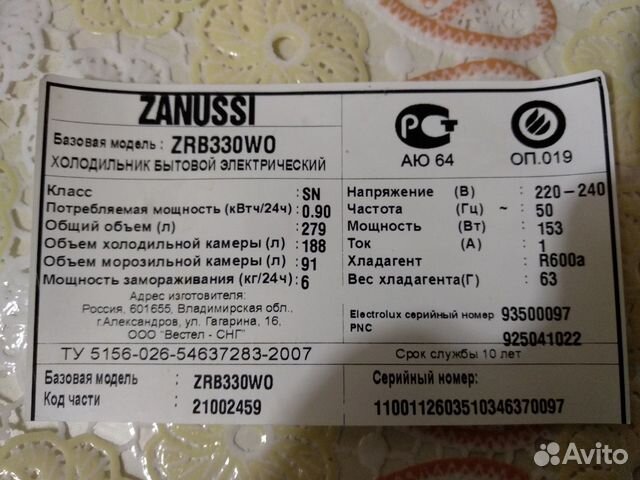 ZANUSSI
Базовая модель : ZRB330WO
ХОЛОДИЛЬНИК БЫТОВОЙ ЭЛЕКТРИЧЕСКИЙ
РСТ
АЮ 64
ОП.019
Класс :SN
Потребляемая мощность (кВтч/24ч) :0.90
Общий объем (л) :279
Объем холодильной камеры (л) :188
Объем морозильной камеры (л) :91
Мощность замораживания (кг/24ч) :6
Напряжение (В) : 220-240
Частота (Гц) ~ : 50
Мощность (Вт) : 153
Ток (А) : 1
Хладагент : R600a
Вес хладагента(Г) : 63
Адрес изготовителя:
Россия, 601655, Владимирская обл.,
г.Александров, ул. Гагарина, 16,
ООО "Вестел - СНГ"
Electrolux серийный номер 93500097
PNC 925041022
ТУ 5156-026-54637283-2007
Срок службы 10 лет
Базовая модель : ZRB330WO
Код части : 21002459
Серийный номер:
1100112603510346370097
Avito